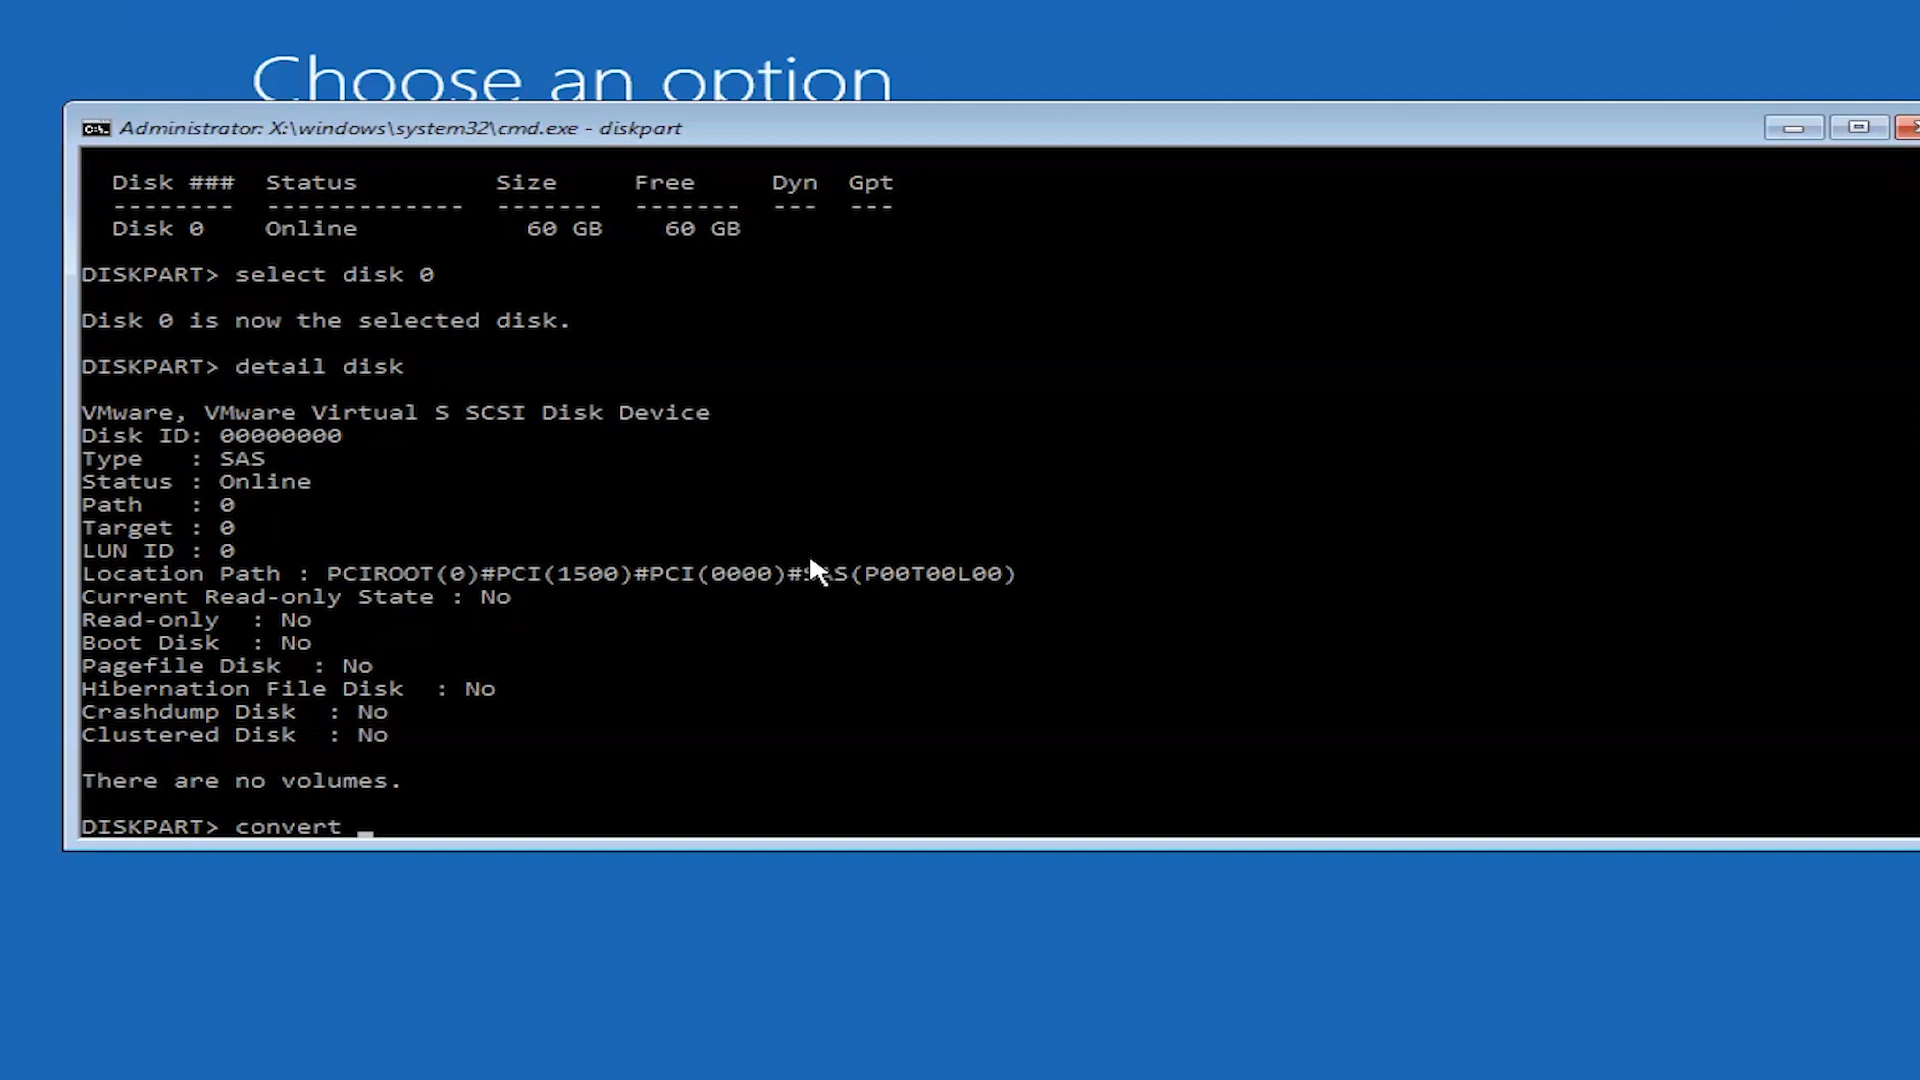 Choose an option
Administrator: X:\windows\system32\cmd.exe - diskpart
Disk ### Status Size Free Dyn Gpt
-------- ------------- ------- ------- --- ---
Disk 0 Online 60 GB 60 GB
DISKPART> select disk 0
Disk 0 is now the selected disk.
DISKPART> detail disk
VMware, VMware Virtual S SCSI Disk Device
Disk ID: 00000000
Type : SAS
Status : Online
Path : 0
Target : 0
LUN ID : 0
Location Path : PCIROOT(0)#PCI(1500)#PCI(0000)#SAS(P00T00L00)
Current Read-only State : No
Read-only : No
Boot Disk : No
Pagefile Disk : No
Hibernation File Disk : No
Crashdump Disk : No
Clustered Disk : No
There are no volumes.
DISKPART> convert _